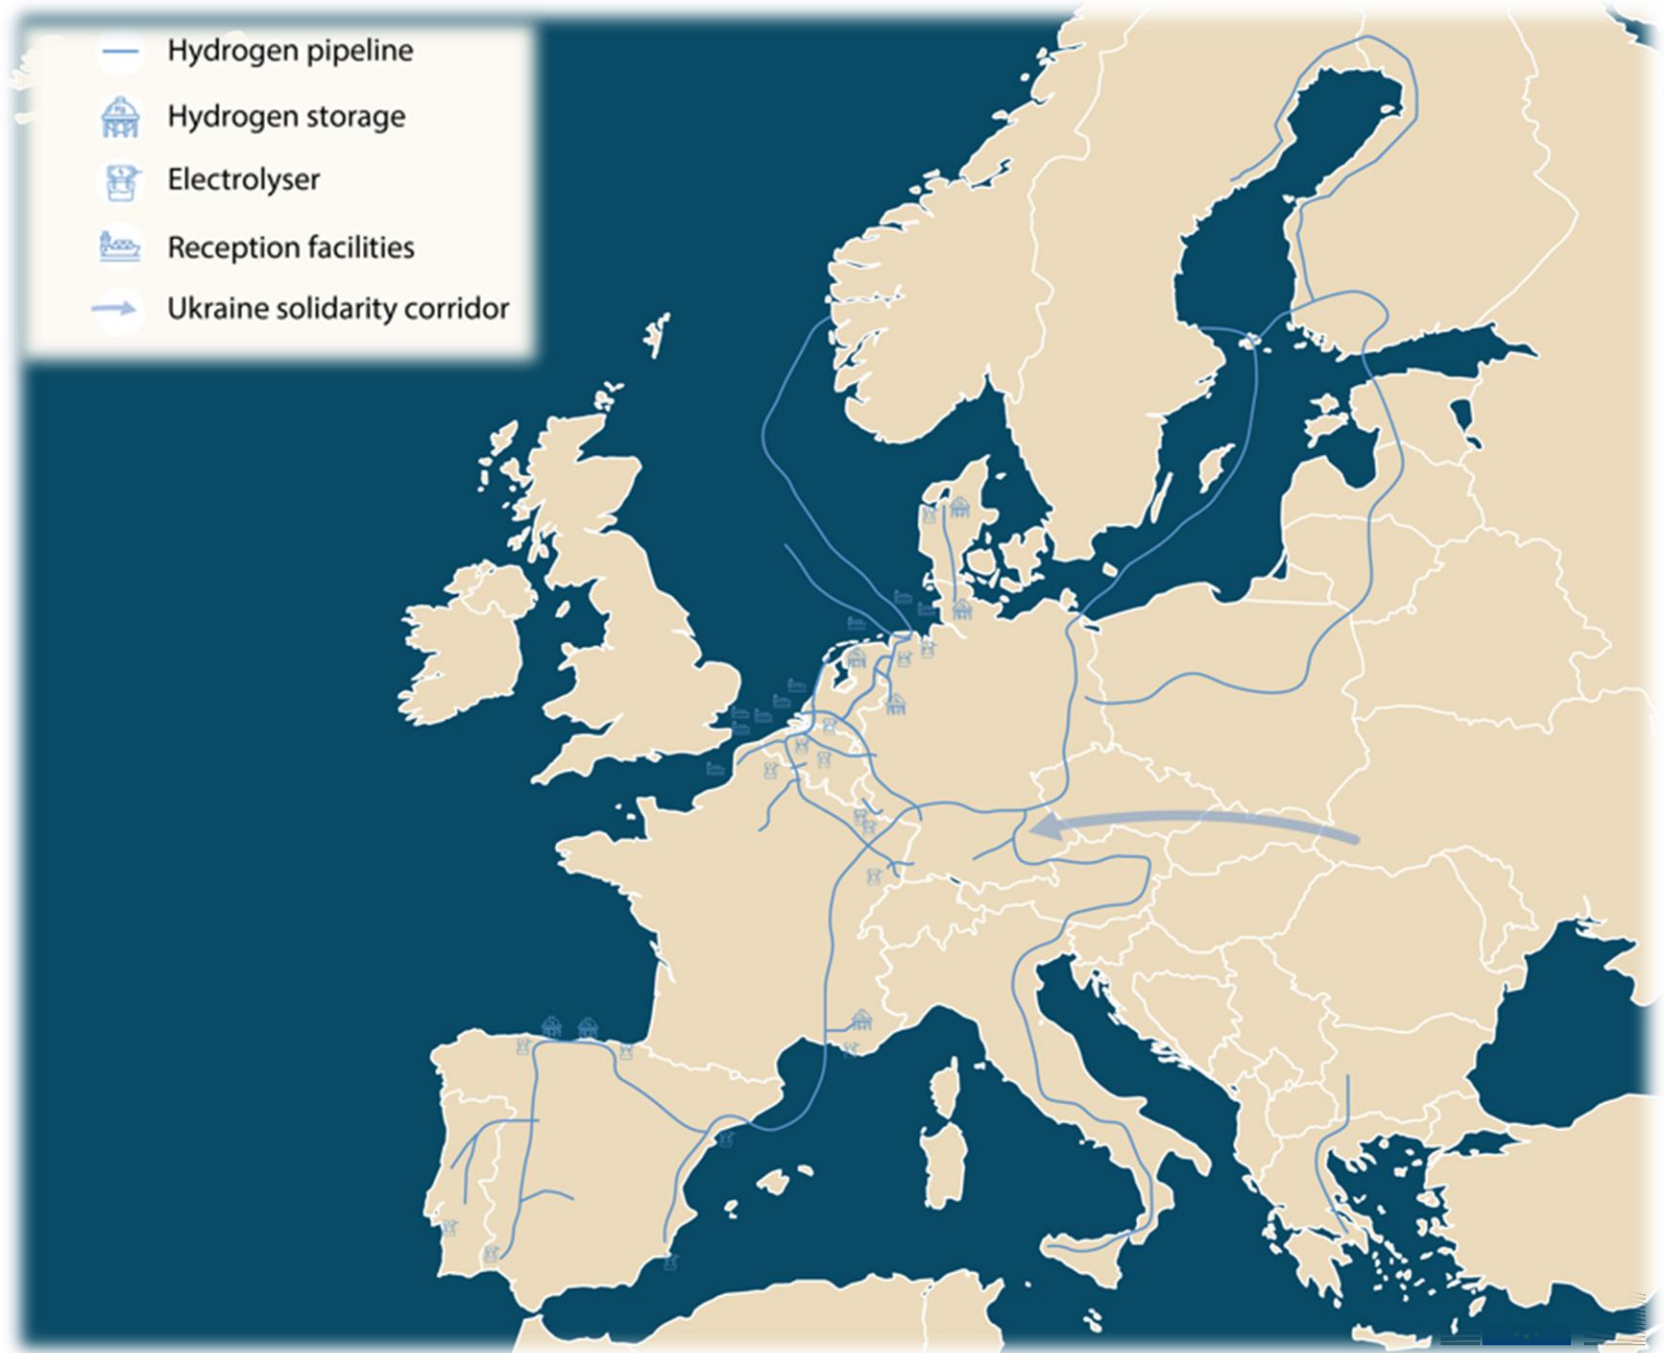 Hydrogen pipeline
Hydrogen storage
Electrolyser
Reception facilities
Ukraine solidarity corridor